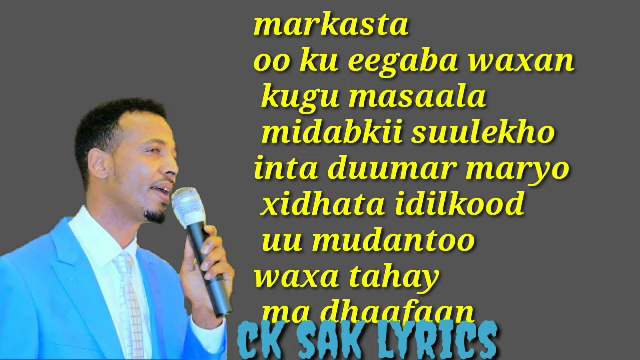 markasta
oo ku eegaba waxan
kugu masaala
midabkii suulekho
inta duumar maryo
xidhata idilkood
uu mudantoo
waxa tahay
ma dhaafaan
CK SAK LYRICS